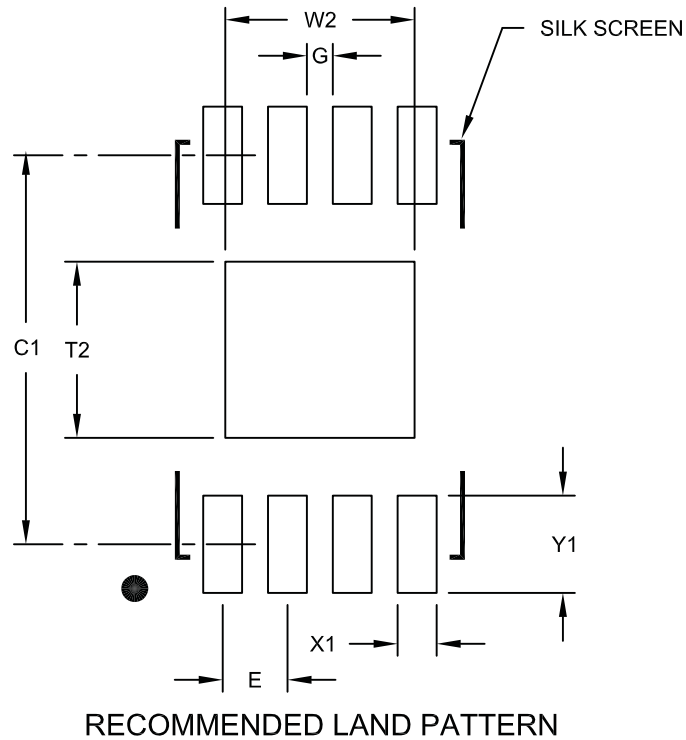 W2
G
SILK SCREEN
C1
T2
Y1
X1
E
RECOMMENDED LAND PATTERN